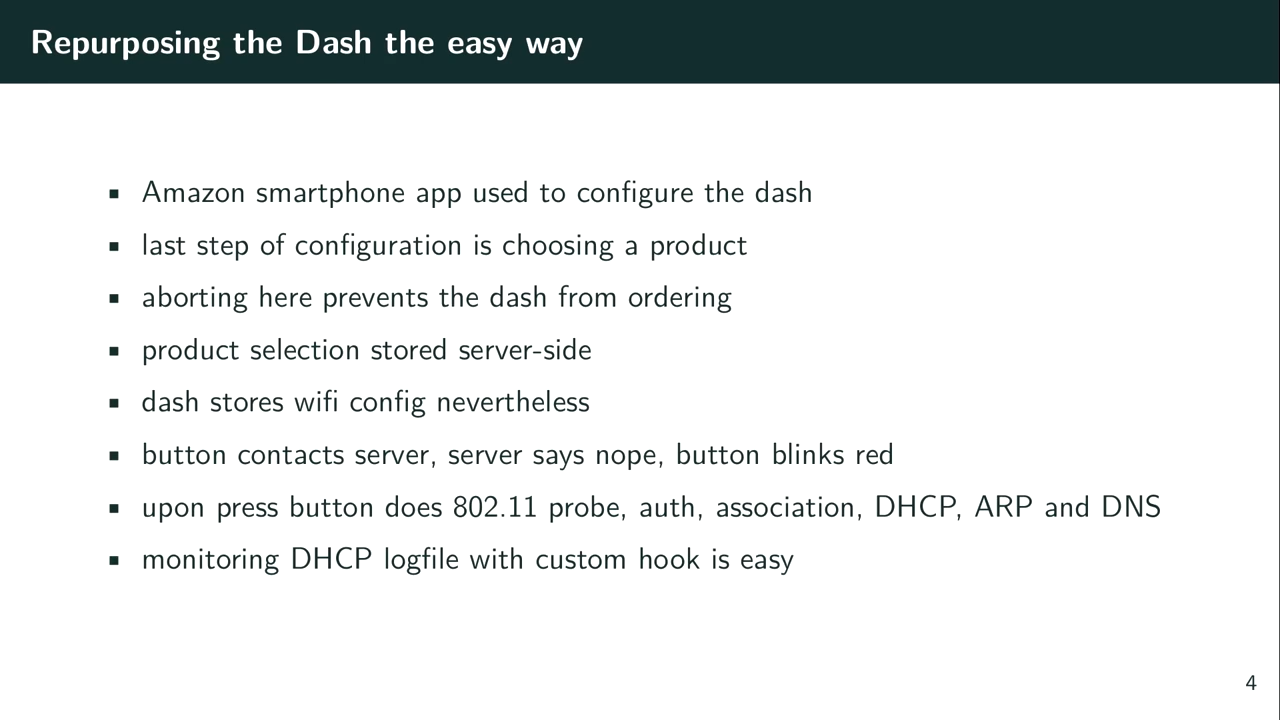 Repurposing the Dash the easy way
▪ Amazon smartphone app used to configure the dash
▪ last step of configuration is choosing a product
▪ aborting here prevents the dash from ordering
▪ product selection stored server-side
▪ dash stores wifi config nevertheless
▪ button contacts server, server says nope, button blinks red
▪ upon press button does 802.11 probe, auth, association, DHCP, ARP and DNS
▪ monitoring DHCP logfile with custom hook is easy
4